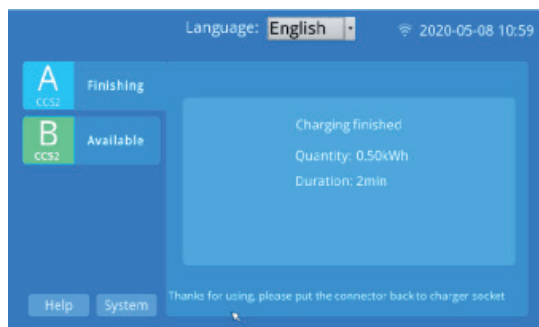 Language: English
2020-05-08 10:59
A
CCS2
Finishing
B
CCS2
Available
Charging finished
Quantity: 0.50kWh
Duration: 2min
Thanks for using, please put the connector back to charger socket
Help
System